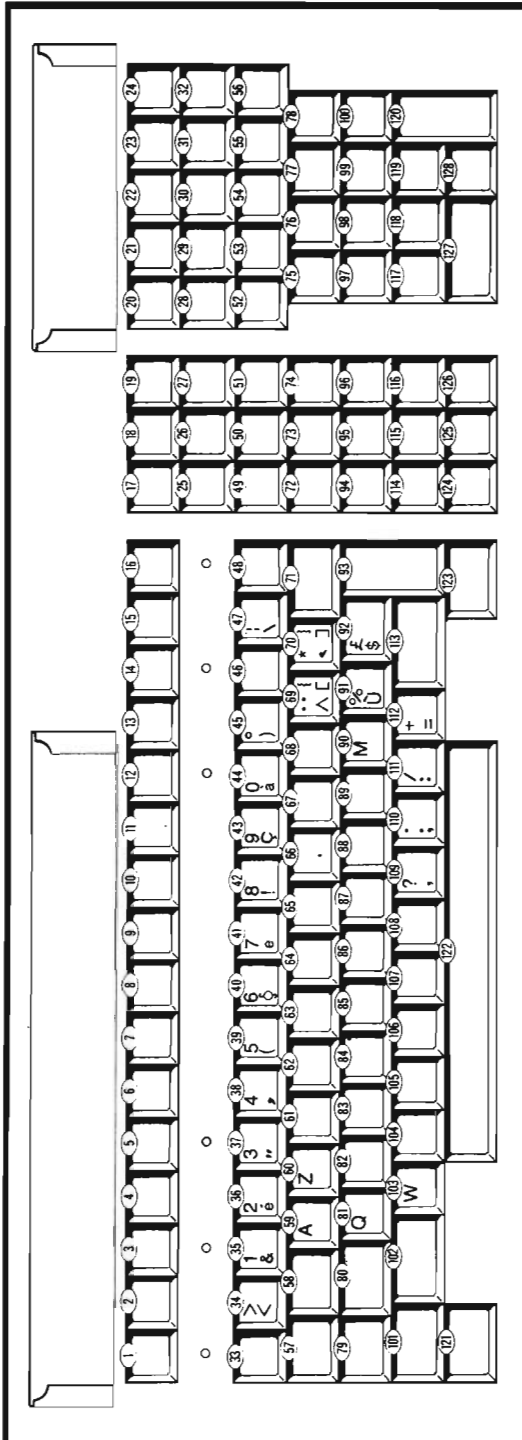 1 2 3 4 5 6 7 8 9 10 11 12 13 14 15 16 17 18 19 20 21 22 23 24
25 26 27 28 29 30 31 32
33 34 35 36 37 38 39 40 41 42 43 44 45 46 47 48 49 50 51 52 53 54 55 56
> 1 2 3 4 5 6 7 8 9 0 ° ¦
< & é " ' ( è ! Ç à ) \
57 58 59 60 61 62 63 64 65 66 67 68 69 70 71 72 73 74 75 76 77 78
A Z ¨ { * }
^ [ ` ]
79 80 81 82 83 84 85 86 87 88 89 90 91 92 93 94 95 96 97 98 99 100
Q M % £
Ù $
101 102 103 104 105 106 107 108 109 110 111 112 113 114 115 116 117 118 119 120
W ? . / +
, ; : =
121 122 123 124 125 126 127 128